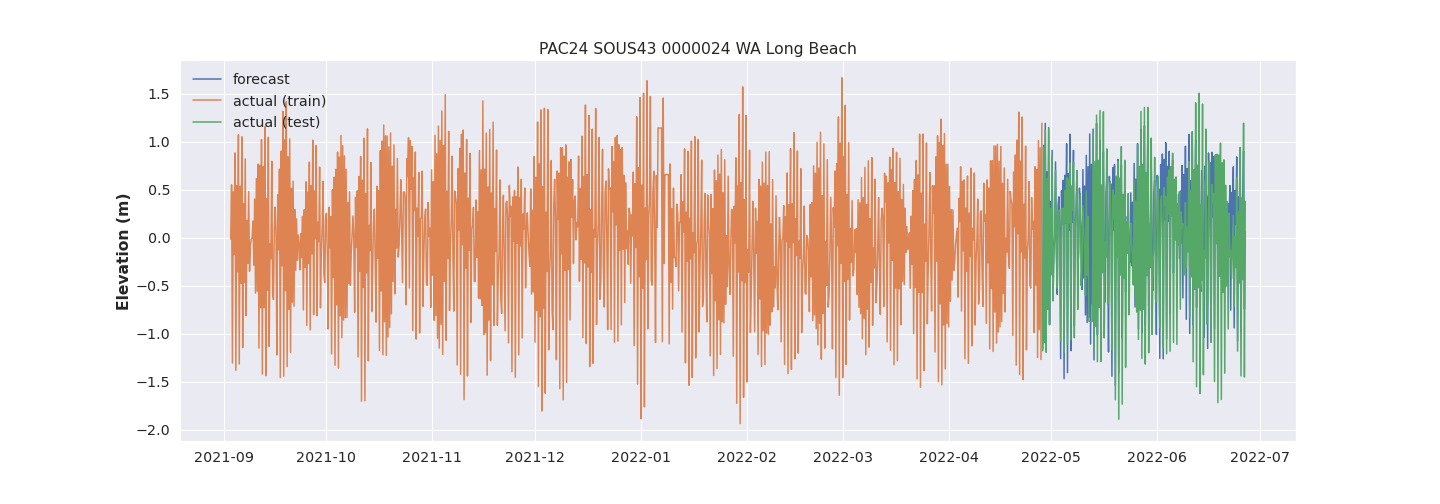 PAC24 SOUS43 0000024 WA Long Beach
forecast
actual (train)
actual (test)
Elevation (m)
1.5
1.0
0.5
0.0
−0.5
−1.0
−1.5
−2.0
2021-09 2021-10 2021-11 2021-12 2022-01 2022-02 2022-03 2022-04 2022-05 2022-06 2022-07